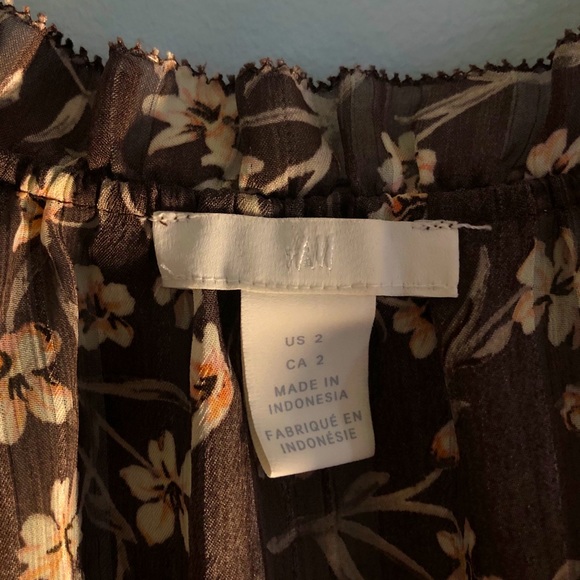 H&M
US 2
CA 2
MADE IN
INDONESIA
FABRIQUÉ EN
INDONÉSIE